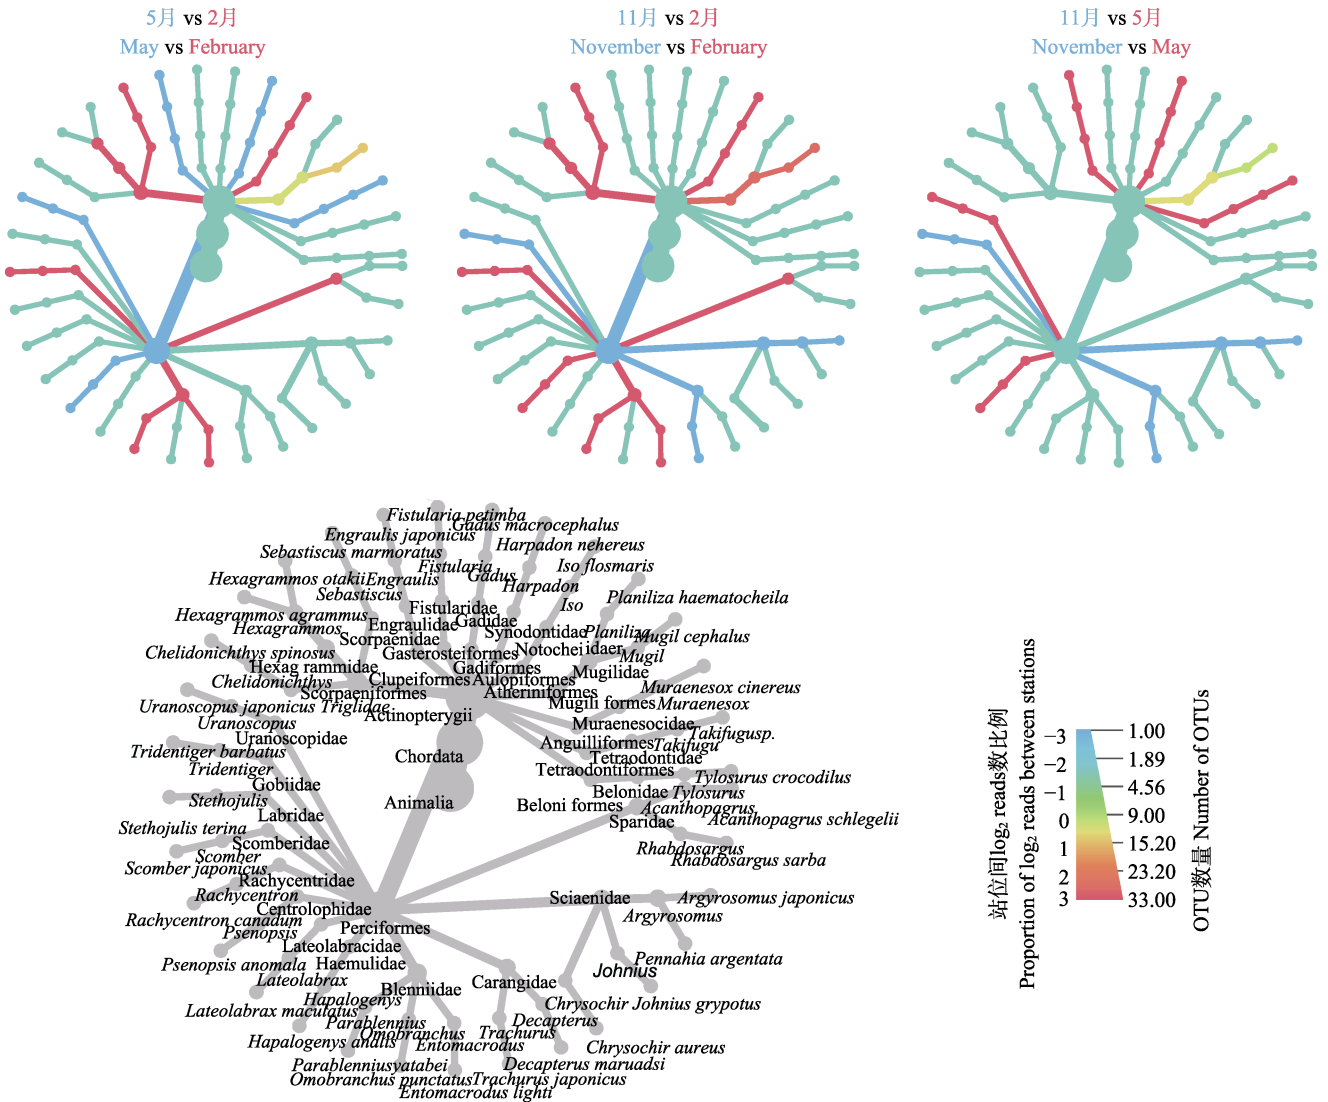 5月 vs 2月
May vs February
11月 vs 2月
November vs February
11月 vs 5月
November vs May
Fistularia petimba
Gadus macrocephalus
Engraulis japonicus
Harpadon nehereus
Sebastiscus marmoratus
Fistularia
Iso flosmaris
Hexagrammos otakii
Engraulis
Gadus
Harpadon
Sebastiscus
Iso
Planiliza haematocheila
Fistularidae
Hexagrammos agrammus
Engraulidae
Gadidae
Hexagrammos
Scorpaenidae
Synodontidae
Planiliza
Mugil cephalus
Chelidonichthys spinosus
Gasterosteiformes
Notocheiidaer
Mugil
Hexag rammidae
Gadiformes
Mugilidae
Chelidonichthys
Clupeiformes
Aulopiformes
Scorpaeniformes
Atheriniformes
Muraenesox cinereus
Uranoscopus japonicus
Triglidae
Actinopterygii
Mugili formes
Muraenesox
Uranoscopus
Muraenesocidae
Uranoscopidae
Anguilliformes
Takifugusp.
Tridentiger barbatus
Chordata
Takifugu
Tetraodontidae
Tridentiger
Tetraodontiformes
Tylosurus crocodilus
Gobiidae
Belonidae
Tylosurus
Stethojulis
Animalia
Beloni formes
Acanthopagrus
Labridae
Sparidae
Acanthopagrus schlegelii
Stethojulis terina
Scomberidae
Rhabdosargus
Scomber
Rhabdosargus sarba
Scomber japonicus
Rachycentridae
Rachycentron
Sciaenidae
Argyrosomus japonicus
Centrolophidae
Argyrosomus
Rachycentron canadum
Perciformes
Psenopsis
Lateolabracidae
Pennahia argentata
Psenopsis anomala
Haemulidae
Johnius
Lateolabrax
Blenniidae
Carangidae
Hapalogenys
Chrysochir
Johnius grypotus
Lateolabrax maculatus
Parablennius
Decapterus
Omobranchus
Trachurus
Hapalogenys analis
Entomacrodus
Chrysochir aureus
Parablenniusyatabei
Decapterus maruadsi
Omobranchus punctatus
Trachurus japonicus
Entomacrodus lighti
站位间log2 reads数比例
Proportion of log2 reads between stations
−3
−2
−1
0
1
2
3
1.00
1.89
4.56
9.00
15.20
23.20
33.00
OTU数量 Number of OTUs